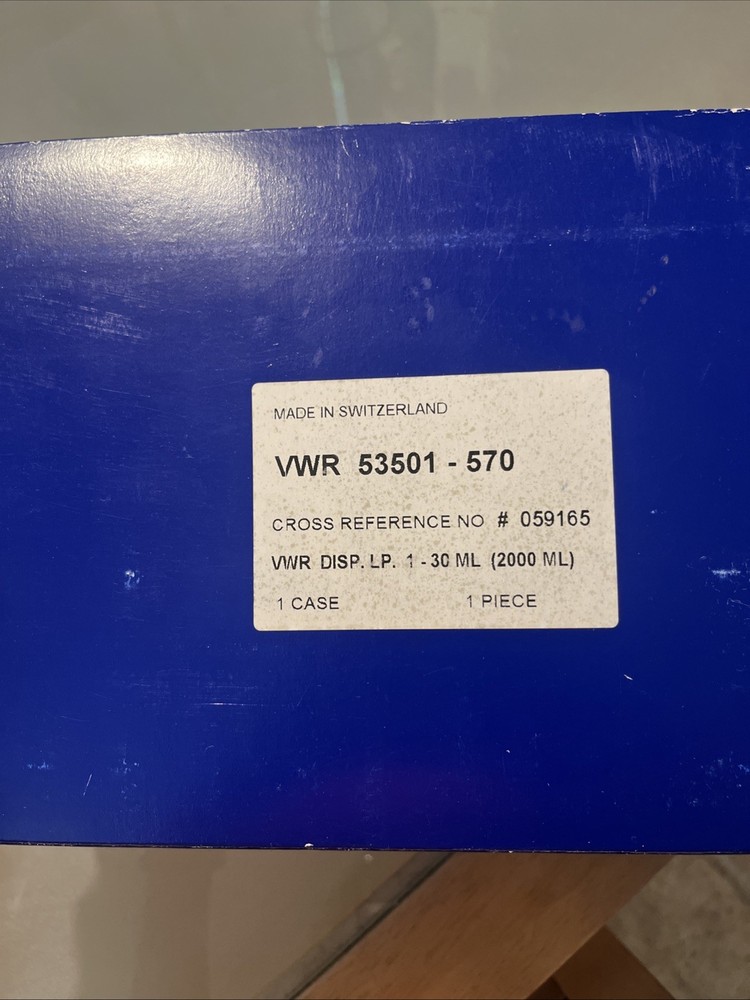 MADE IN SWITZERLAND
VWR 53501 - 570
CROSS REFERENCE NO # 059165
VWR DISP. LP. 1 - 30 ML (2000 ML)
1 CASE 1 PIECE